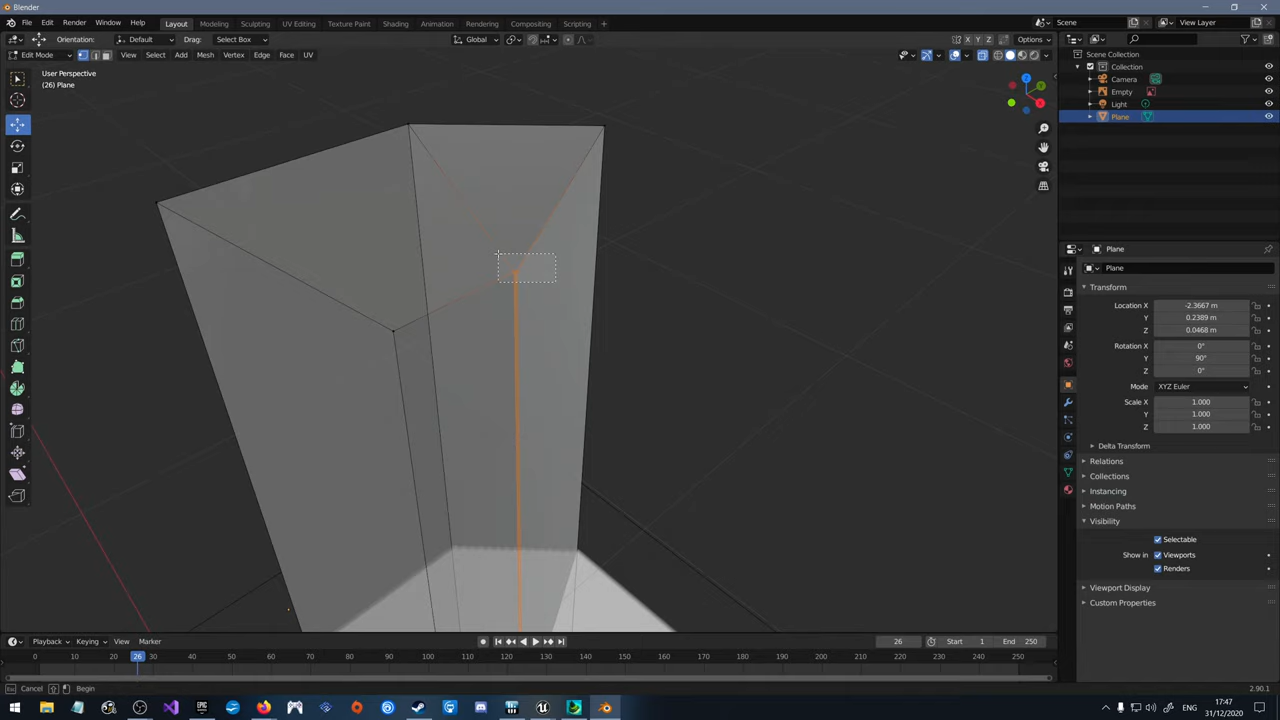 Blender
File Edit Render Window Help Layout Modeling Sculpting UV Editing Texture Paint Shading Animation Rendering Compositing Scripting + Scene View Layer
Orientation: Default Drag: Select Box Global X Y Z Options
Edit Mode View Select Add Mesh Vertex Edge Face UV
User Perspective
(26) Plane
Scene Collection
Collection
Camera
Empty
Light
Plane
Plane
Plane
Transform
Location X -2.3667 m
Y 0.2389 m
Z 0.0468 m
Rotation X 0°
Y 90°
Z 0°
Mode XYZ Euler
Scale X 1.000
Y 1.000
Z 1.000
Delta Transform
Relations
Collections
Instancing
Motion Paths
Visibility
Selectable
Show in Viewports
Renders
Viewport Display
Custom Properties
Playback Keying View Marker 26 Start 1 End 250
0 10 20 26 30 40 50 60 70 80 90 100 110 120 130 140 150 160 170 180 190 200 210 220 230 240 250
Cancel Begin 2.90.1
ENG 17:47
31/12/2020